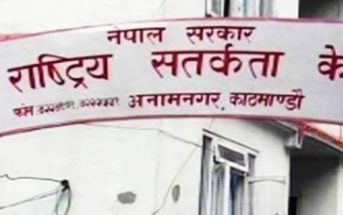 नेपाल सरकार
राष्ट्रिय सतर्कता के
फोन अनामनगर, काठमाण्डौ